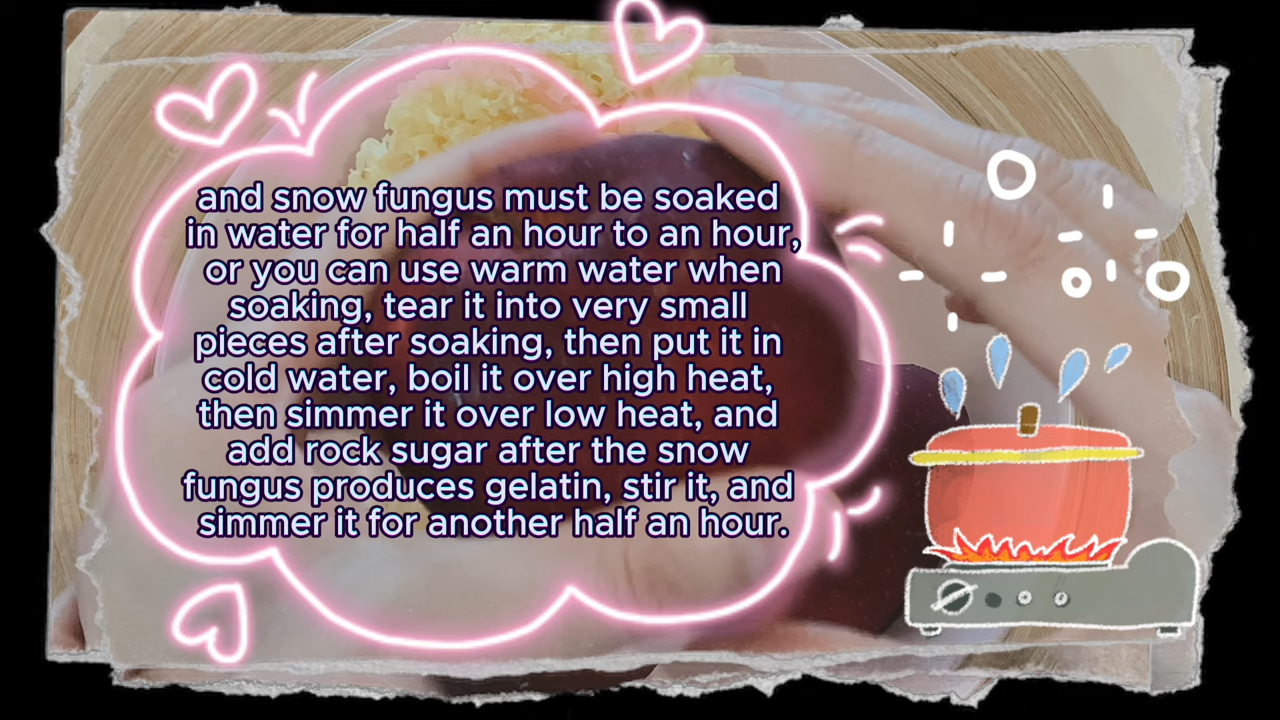 and snow fungus must be soaked
in water for half an hour to an hour,
or you can use warm water when
soaking, tear it into very small
pieces after soaking, then put it in
cold water, boil it over high heat,
then simmer it over low heat, and
add rock sugar after the snow
fungus produces gelatin, stir it, and
simmer it for another half an hour.